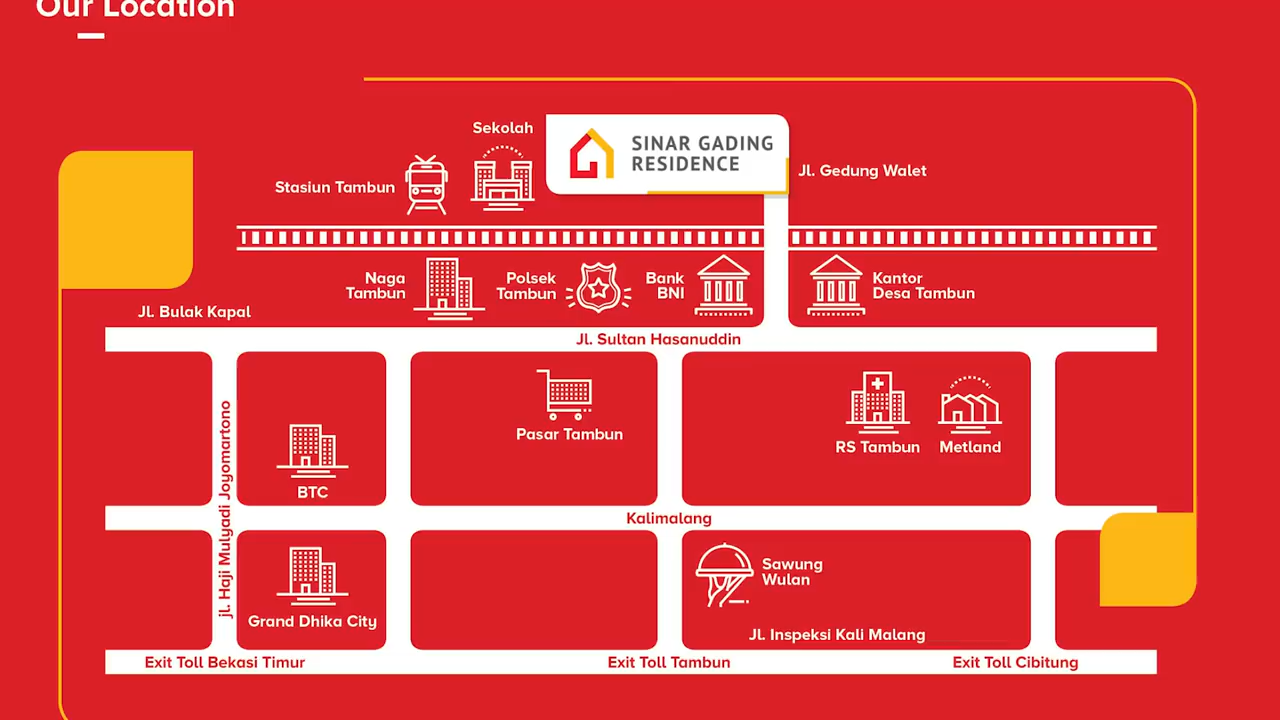 Our Location
Sekolah
SINAR GADING
RESIDENCE
Jl. Gedung Walet
Stasiun Tambun
Naga
Tambun
Polsek
Tambun
Bank
BNI
Kantor
Desa Tambun
Jl. Bulak Kapal
Jl. Sultan Hasanuddin
Pasar Tambun
RS Tambun
Metland
BTC
jl. Haji Mulyadi Joyomartono
Kalimalang
Sawung
Wulan
Grand Dhika City
Jl. Inspeksi Kali Malang
Exit Toll Bekasi Timur
Exit Toll Tambun
Exit Toll Cibitung